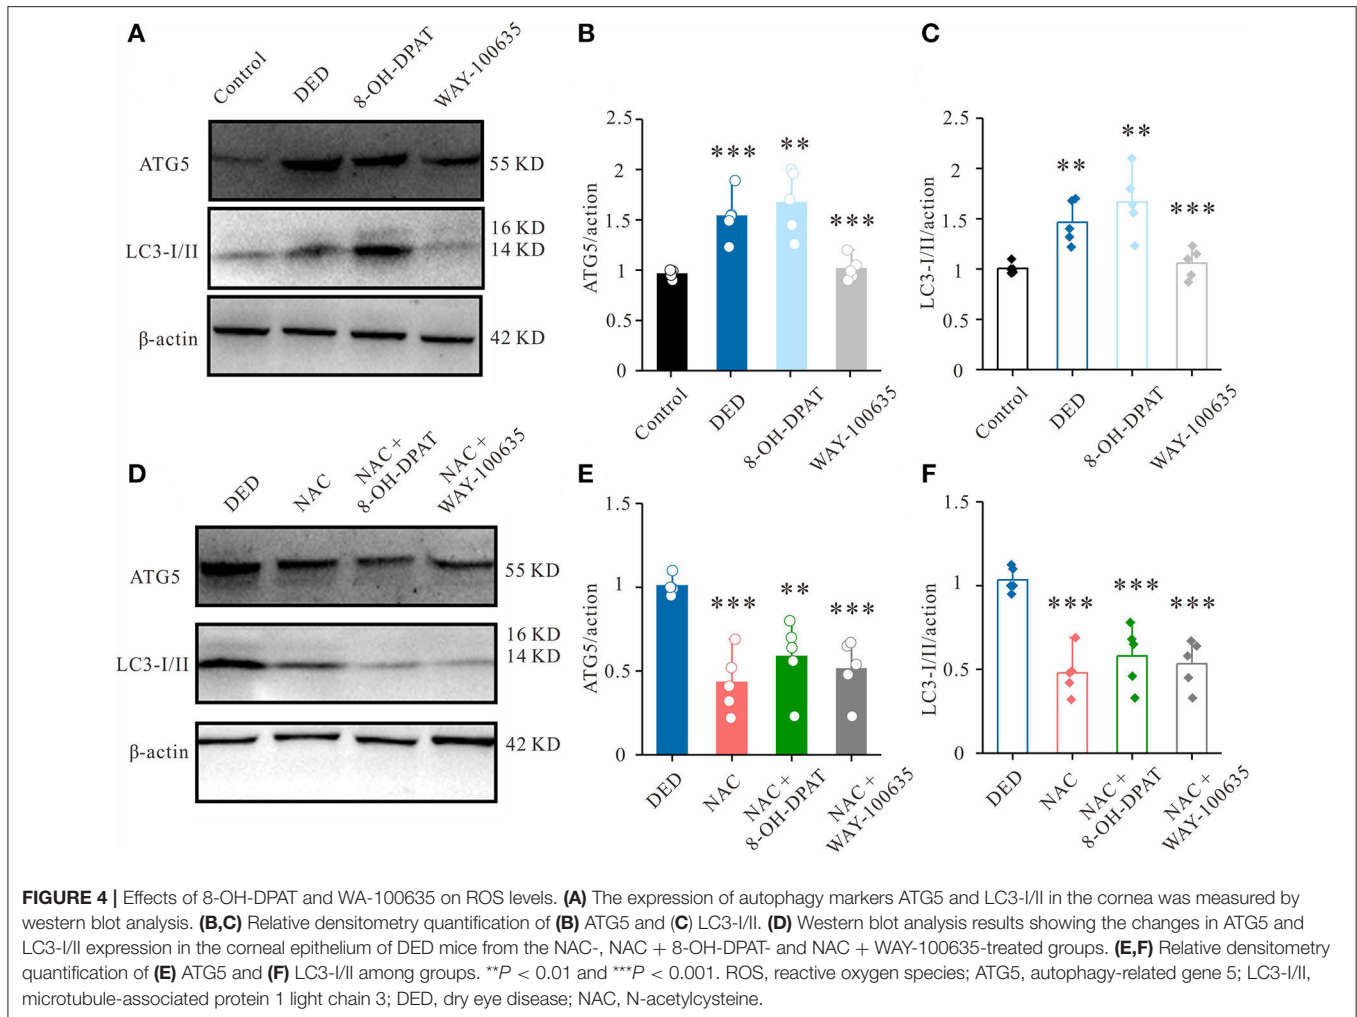 A
Control
DED
8-OH-DPAT
WAY-100635
ATG5
55 KD
LC3-I/II
16 KD
14 KD
β-actin
42 KD
B
2.5
2
1.5
1
0.5
0
ATG5/action
***
**
***
Control
DED
8-OH-DPAT
WAY-100635
C
2.5
2
1.5
1
0.5
0
LC3-I/II/action
**
**
***
Control
DED
8-OH-DPAT
WAY-100635
D
DED
NAC
NAC +
8-OH-DPAT
NAC +
WAY-100635
ATG5
55 KD
LC3-I/II
16 KD
14 KD
β-actin
42 KD
E
1.5
1
0.5
0
ATG5/action
***
**
***
DED
NAC
NAC +
8-OH-DPAT
NAC +
WAY-100635
F
1.5
1
0.5
0
LC3-I/II/action
***
***
***
DED
NAC
NAC +
8-OH-DPAT
NAC +
WAY-100635
FIGURE 4 | Effects of 8-OH-DPAT and WA-100635 on ROS levels. (A) The expression of autophagy markers ATG5 and LC3-I/II in the cornea was measured by
western blot analysis. (B,C) Relative densitometry quantification of (B) ATG5 and (C) LC3-I/II. (D) Western blot analysis results showing the changes in ATG5 and
LC3-I/II expression in the corneal epithelium of DED mice from the NAC-, NAC + 8-OH-DPAT- and NAC + WAY-100635-treated groups. (E,F) Relative densitometry
quantification of (E) ATG5 and (F) LC3-I/II among groups. **P < 0.01 and ***P < 0.001. ROS, reactive oxygen species; ATG5, autophagy-related gene 5; LC3-I/II,
microtubule-associated protein 1 light chain 3; DED, dry eye disease; NAC, N-acetylcysteine.